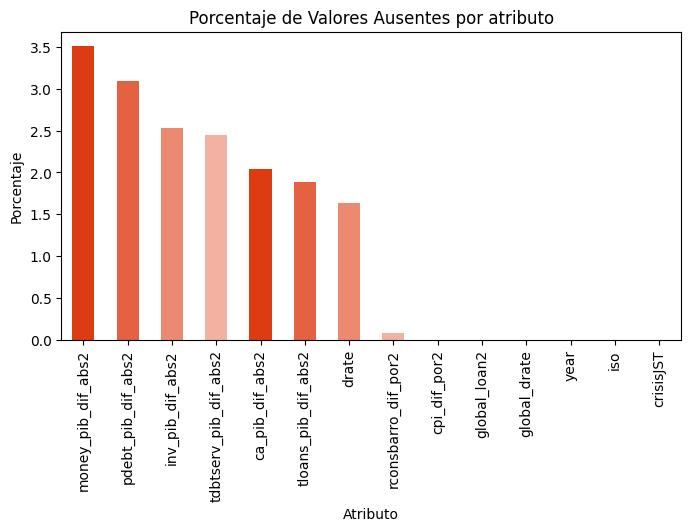 Porcentaje de Valores Ausentes por atributo
Porcentaje
3.5
3.0
2.5
2.0
1.5
1.0
0.5
0.0
money_pib_dif_abs2
pdebt_pib_dif_abs2
inv_pib_dif_abs2
tdbtserv_pib_dif_abs2
ca_pib_dif_abs2
tloans_pib_dif_abs2
drate
rconsbarro_dif_por2
cpi_dif_por2
global_loan2
global_drate
year
iso
crisisJST
Atributo